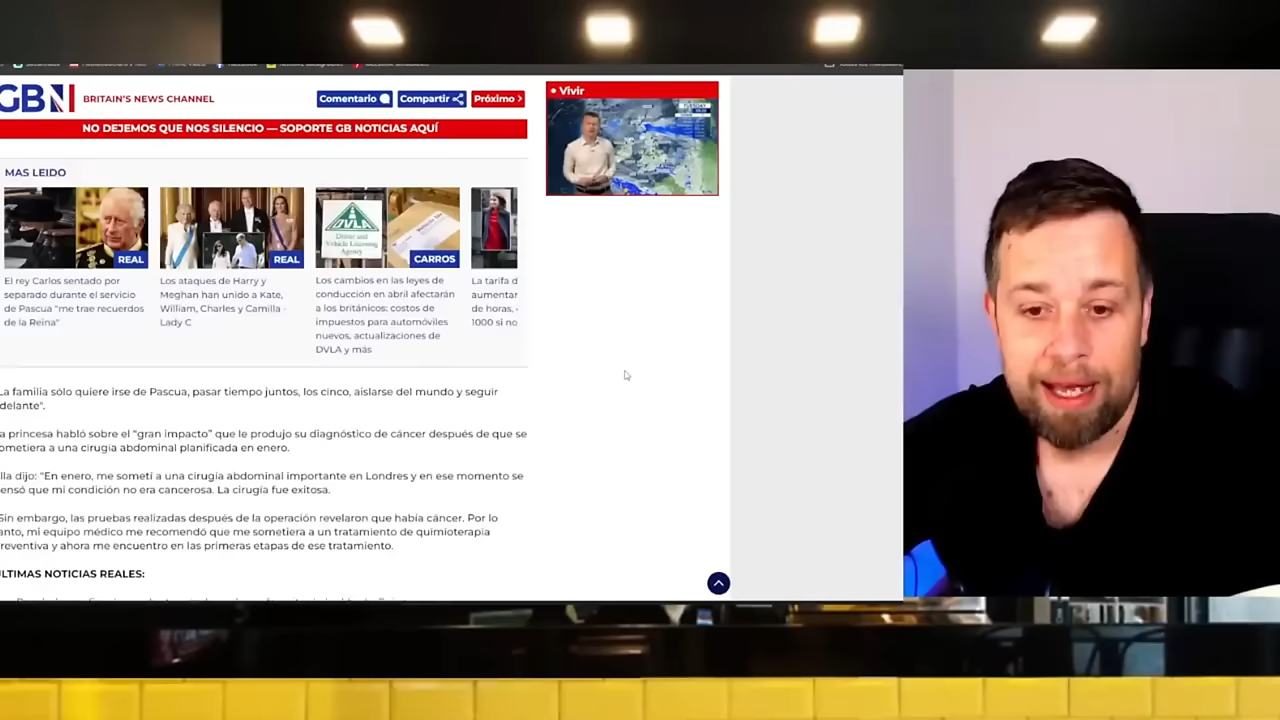 GBN
BRITAIN'S NEWS CHANNEL
Comentario
Compartir
Próximo
Vivir
NO DEJEMOS QUE NOS SILENCIO — SOPORTE GB NOTICIAS AQUÍ
TUESDAY
MAS LEIDO
REAL
REAL
DVLA
Driver and
Vehicle Licensing
Agency
CARROS
El rey Carlos sentado por
separado durante el servicio
de Pascua "me trae recuerdos
de la Reina"
Los ataques de Harry y
Meghan han unido a Kate,
William, Charles y Camilla -
Lady C
Los cambios en las leyes de
conducción en abril afectarán
a los británicos: costos de
impuestos para automóviles
nuevos, actualizaciones de
DVLA y más
La tarifa d
aumentar
de horas,
1000 si no
La familia sólo quiere irse de Pascua, pasar tiempo juntos, los cinco, aislarse del mundo y seguir
delante".
a princesa habló sobre el "gran impacto" que le produjo su diagnóstico de cáncer después de que se
ometiera a una cirugía abdominal planificada en enero.
lla dijo: "En enero, me sometí a una cirugía abdominal importante en Londres y en ese momento se
ensó que mi condición no era cancerosa. La cirugía fue exitosa.
Sin embargo, las pruebas realizadas después de la operación revelaron que había cáncer. Por lo
anto, mi equipo médico me recomendó que me sometiera a un tratamiento de quimioterapia
reventiva y ahora me encuentro en las primeras etapas de ese tratamiento.
LTIMAS NOTICIAS REALES: